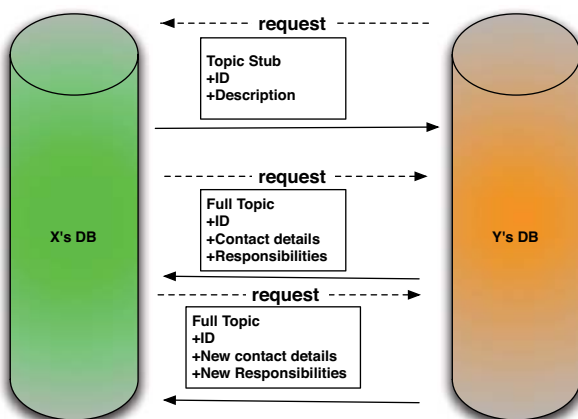 request
Topic Stub
+ID
+Description
request
Full Topic
+ID
+Contact details
+Responsibilities
X's DB
Y's DB
request
Full Topic
+ID
+New contact details
+New Responsibilities